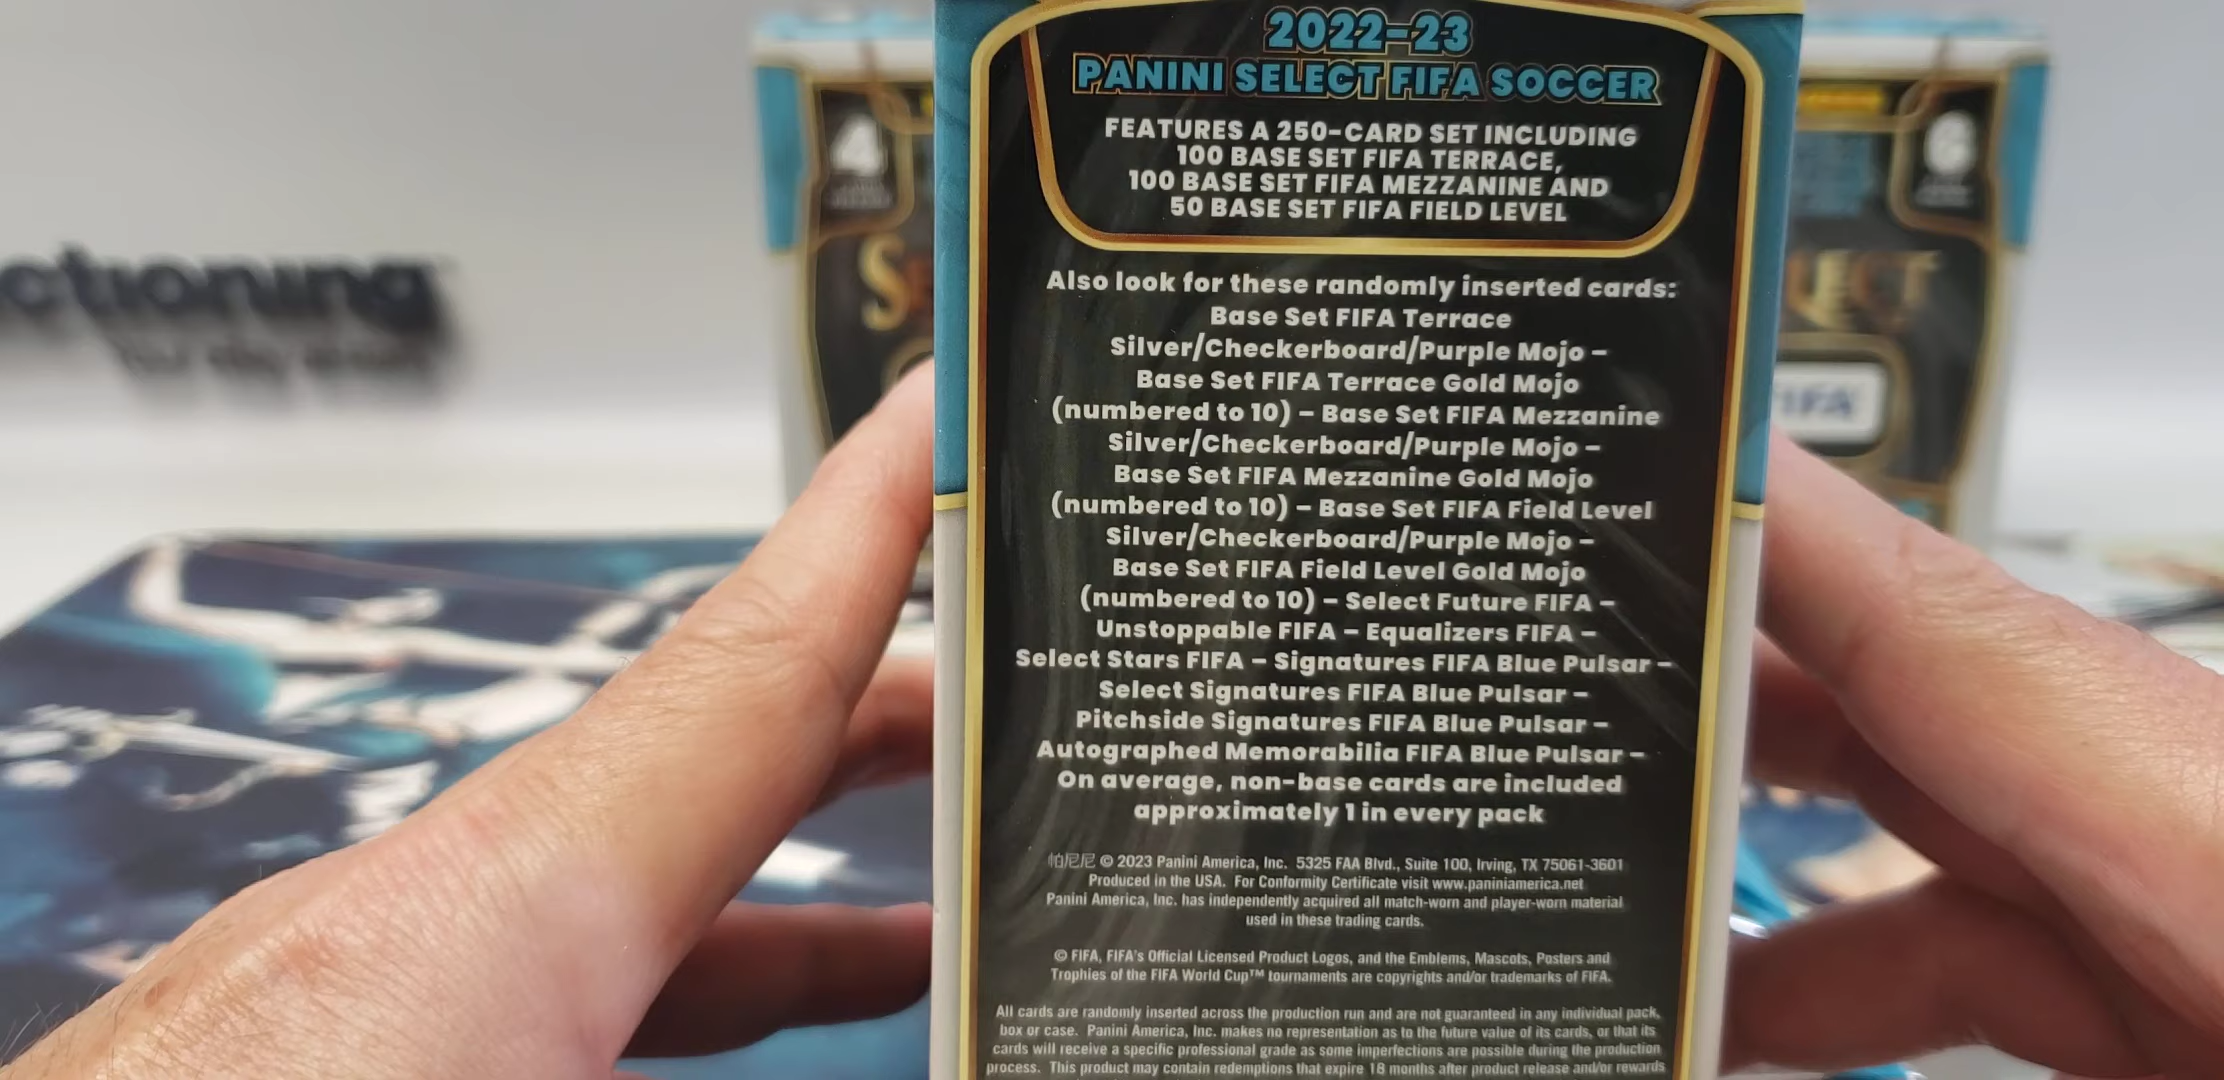 2022-23
PANINI SELECT FIFA SOCCER
FEATURES A 250-CARD SET INCLUDING
100 BASE SET FIFA TERRACE,
100 BASE SET FIFA MEZZANINE AND
50 BASE SET FIFA FIELD LEVEL
Also look for these randomly inserted cards:
Base Set FIFA Terrace
Silver/Checkerboard/Purple Mojo –
Base Set FIFA Terrace Gold Mojo
(numbered to 10) – Base Set FIFA Mezzanine
Silver/Checkerboard/Purple Mojo –
Base Set FIFA Mezzanine Gold Mojo
(numbered to 10) – Base Set FIFA Field Level
Silver/Checkerboard/Purple Mojo –
Base Set FIFA Field Level Gold Mojo
(numbered to 10) – Select Future FIFA –
Unstoppable FIFA – Equalizers FIFA –
Select Stars FIFA – Signatures FIFA Blue Pulsar –
Select Signatures FIFA Blue Pulsar –
Pitchside Signatures FIFA Blue Pulsar –
Autographed Memorabilia FIFA Blue Pulsar –
On average, non-base cards are included
approximately 1 in every pack
帕尼尼 © 2023 Panini America, Inc. 5325 FAA Blvd., Suite 100, Irving, TX 75061-3601
Produced in the USA. For Conformity Certificate visit www.paniniamerica.net
Panini America, Inc. has independently acquired all match-worn and player-worn material
used in these trading cards.
© FIFA, FIFA's Official Licensed Product Logos, and the Emblems, Mascots, Posters and
Trophies of the FIFA World Cup™ tournaments are copyrights and/or trademarks of FIFA.
All cards are randomly inserted across the production run and are not guaranteed in any individual pack,
box or case. Panini America, Inc. makes no representation as to the future value of its cards, or that its
cards will receive a specific professional grade as some imperfections are possible during the production
process. This product may contain redemptions that expire 18 months after product release and/or rewards
4
6
FIFA
ctioning